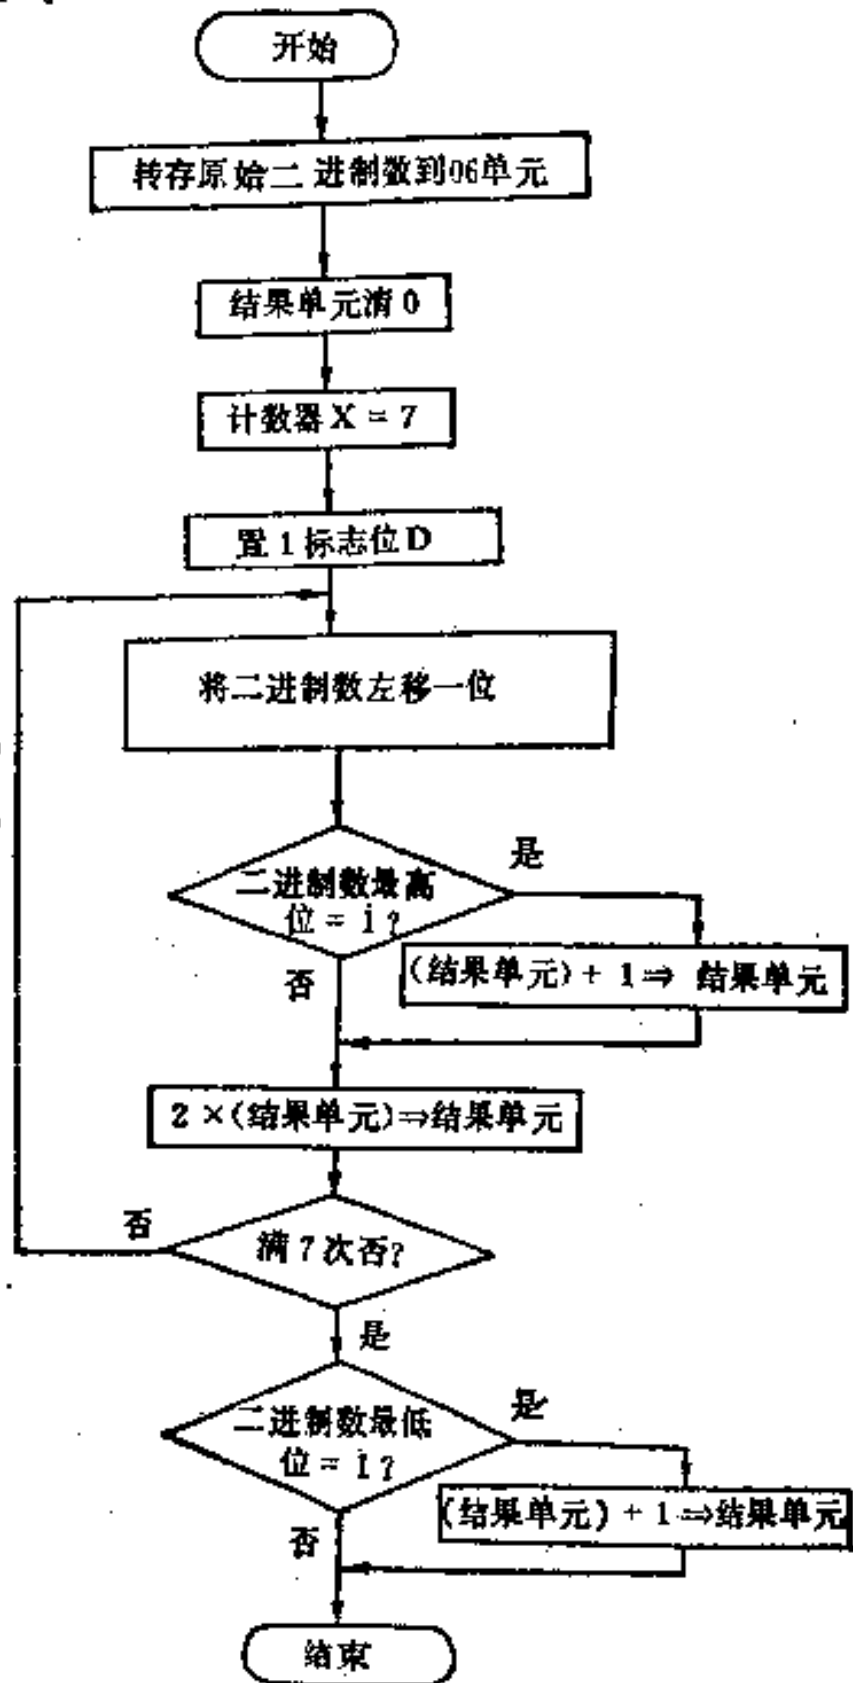 开始
转存原始二进制数到06单元
结果单元清0
计数器X = 7
置1标志位D
将二进制数左移一位
二进制数最高
位 = 1?
是
否
(结果单元) + 1⇒ 结果单元
2×(结果单元)⇒结果单元
满7次否?
否
是
二进制数最低
位 = 1?
是
否
(结果单元) + 1⇒结果单元
结束